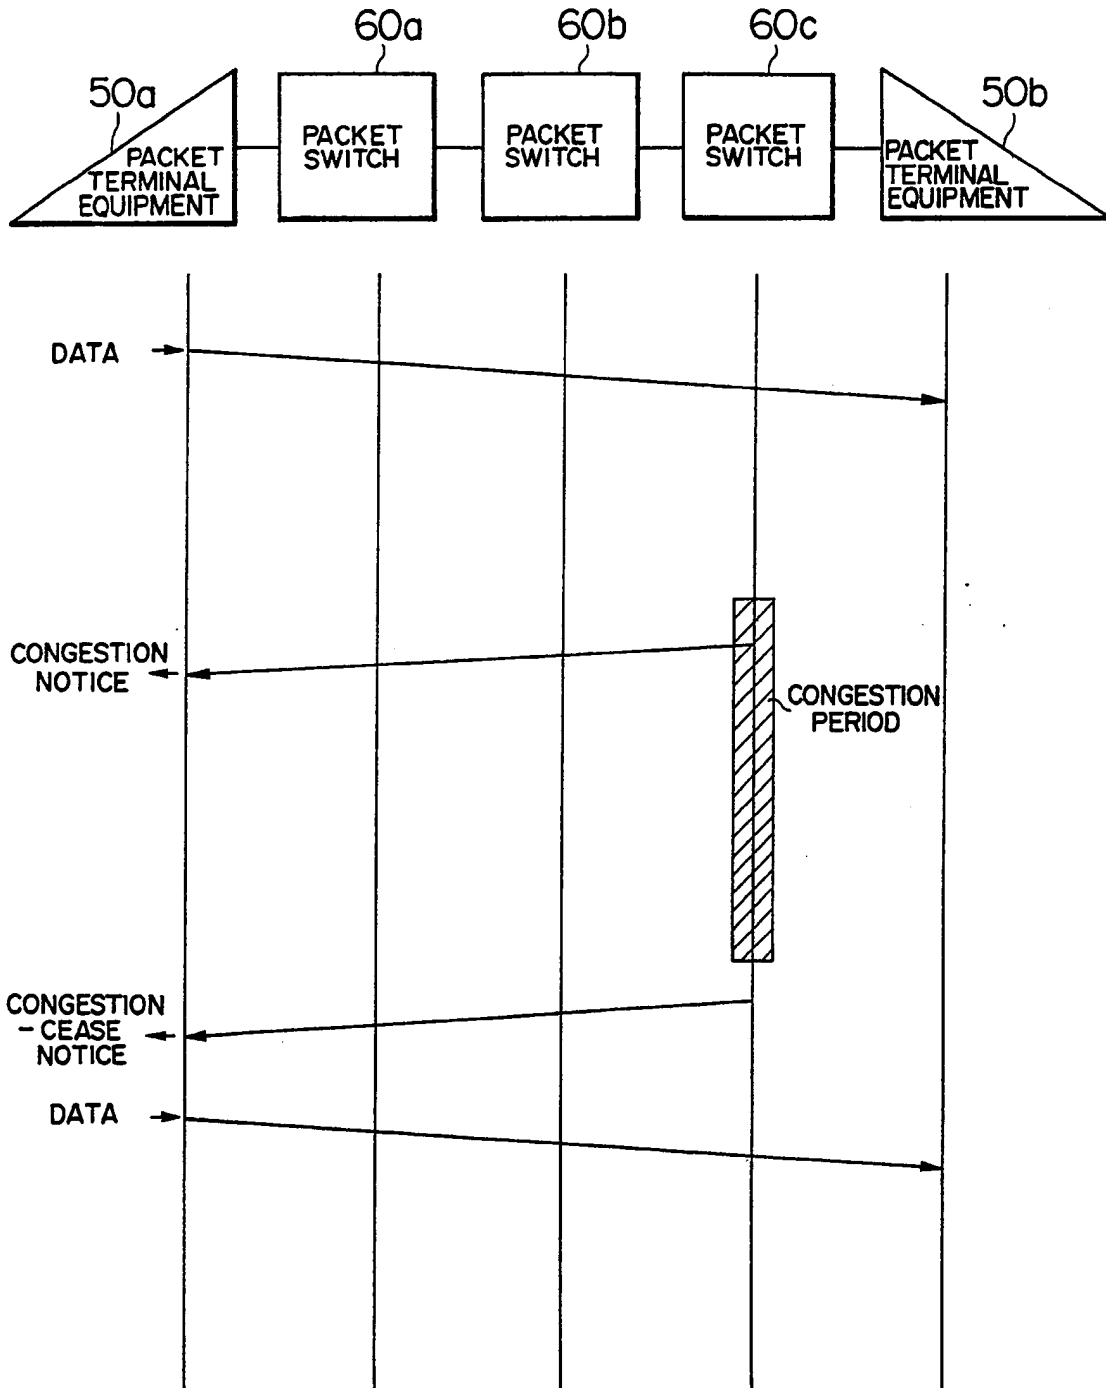 60a
60b
60c
50a
50b
PACKET
TERMINAL
EQUIPMENT
PACKET
SWITCH
PACKET
SWITCH
PACKET
SWITCH
PACKET
TERMINAL
EQUIPMENT
DATA
CONGESTION
NOTICE
CONGESTION
PERIOD
CONGESTION
- CEASE
NOTICE
DATA